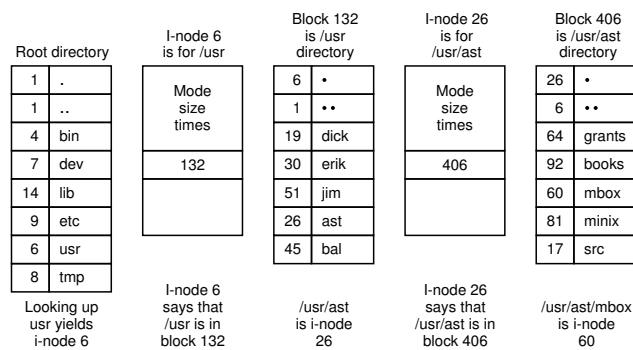 Root directory
1 .
1 ..
4 bin
7 dev
14 lib
9 etc
6 usr
8 tmp
Looking up
usr yields
i-node 6
I-node 6
is for /usr
Mode
size
times
132
I-node 6
says that
/usr is in
block 132
Block 132
is /usr
directory
6 •
1 ••
19 dick
30 erik
51 jim
26 ast
45 bal
/usr/ast
is i-node
26
I-node 26
is for
/usr/ast
Mode
size
times
406
I-node 26
says that
/usr/ast is in
block 406
Block 406
is /usr/ast
directory
26 •
6 ••
64 grants
92 books
60 mbox
81 minix
17 src
/usr/ast/mbox
is i-node
60